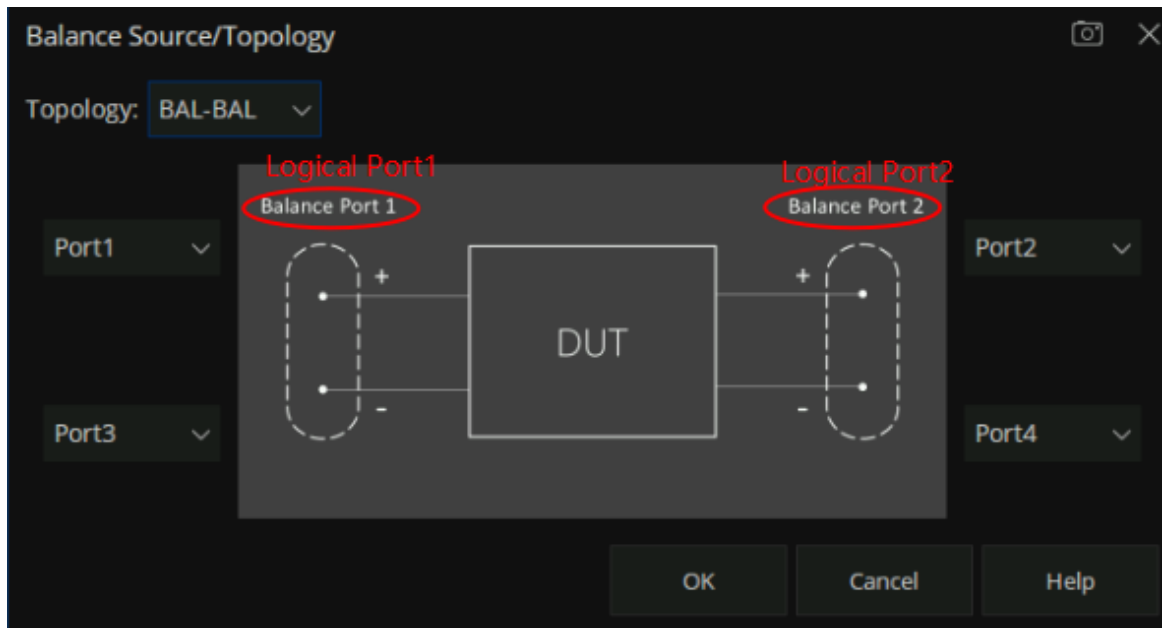 Balance Source/Topology
Topology: BAL-BAL
Logical Port1
Logical Port2
Balance Port 1
Balance Port 2
Port1
Port2
+
+
DUT
-
-
Port3
Port4
OK
Cancel
Help